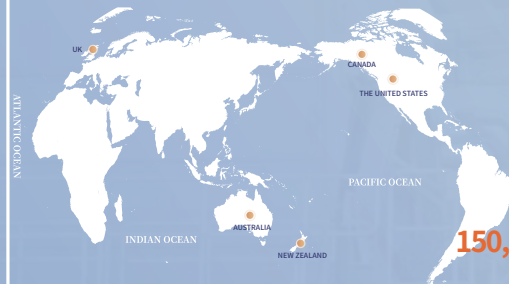 UK
CANADA
THE UNITED STATES
ATLANTIC OCEAN
PACIFIC OCEAN
AUSTRALIA
INDIAN OCEAN
150,
NEW ZEALAND